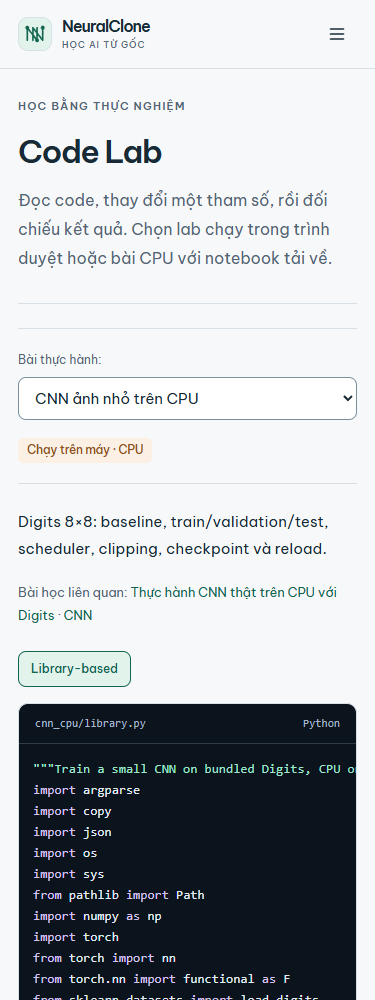 NeuralClone
HỌC AI TỪ GỐC
HỌC BẰNG THỰC NGHIỆM
Code Lab
Đọc code, thay đổi một tham số, rồi đối
chiếu kết quả. Chọn lab chạy trong trình
duyệt hoặc bài CPU với notebook tải về.
Bài thực hành:
CNN ảnh nhỏ trên CPU
Chạy trên máy · CPU
Digits 8×8: baseline, train/validation/test,
scheduler, clipping, checkpoint và reload.
Bài học liên quan: Thực hành CNN thật trên CPU với
Digits · CNN
Library-based
cnn_cpu/library.py Python
"""Train a small CNN on bundled Digits, CPU
import argparse
import copy
import json
import os
import sys
from pathlib import Path
import numpy as np
import torch
from torch import nn
from torch.nn import functional as F
from sklearn.datasets import load_digits